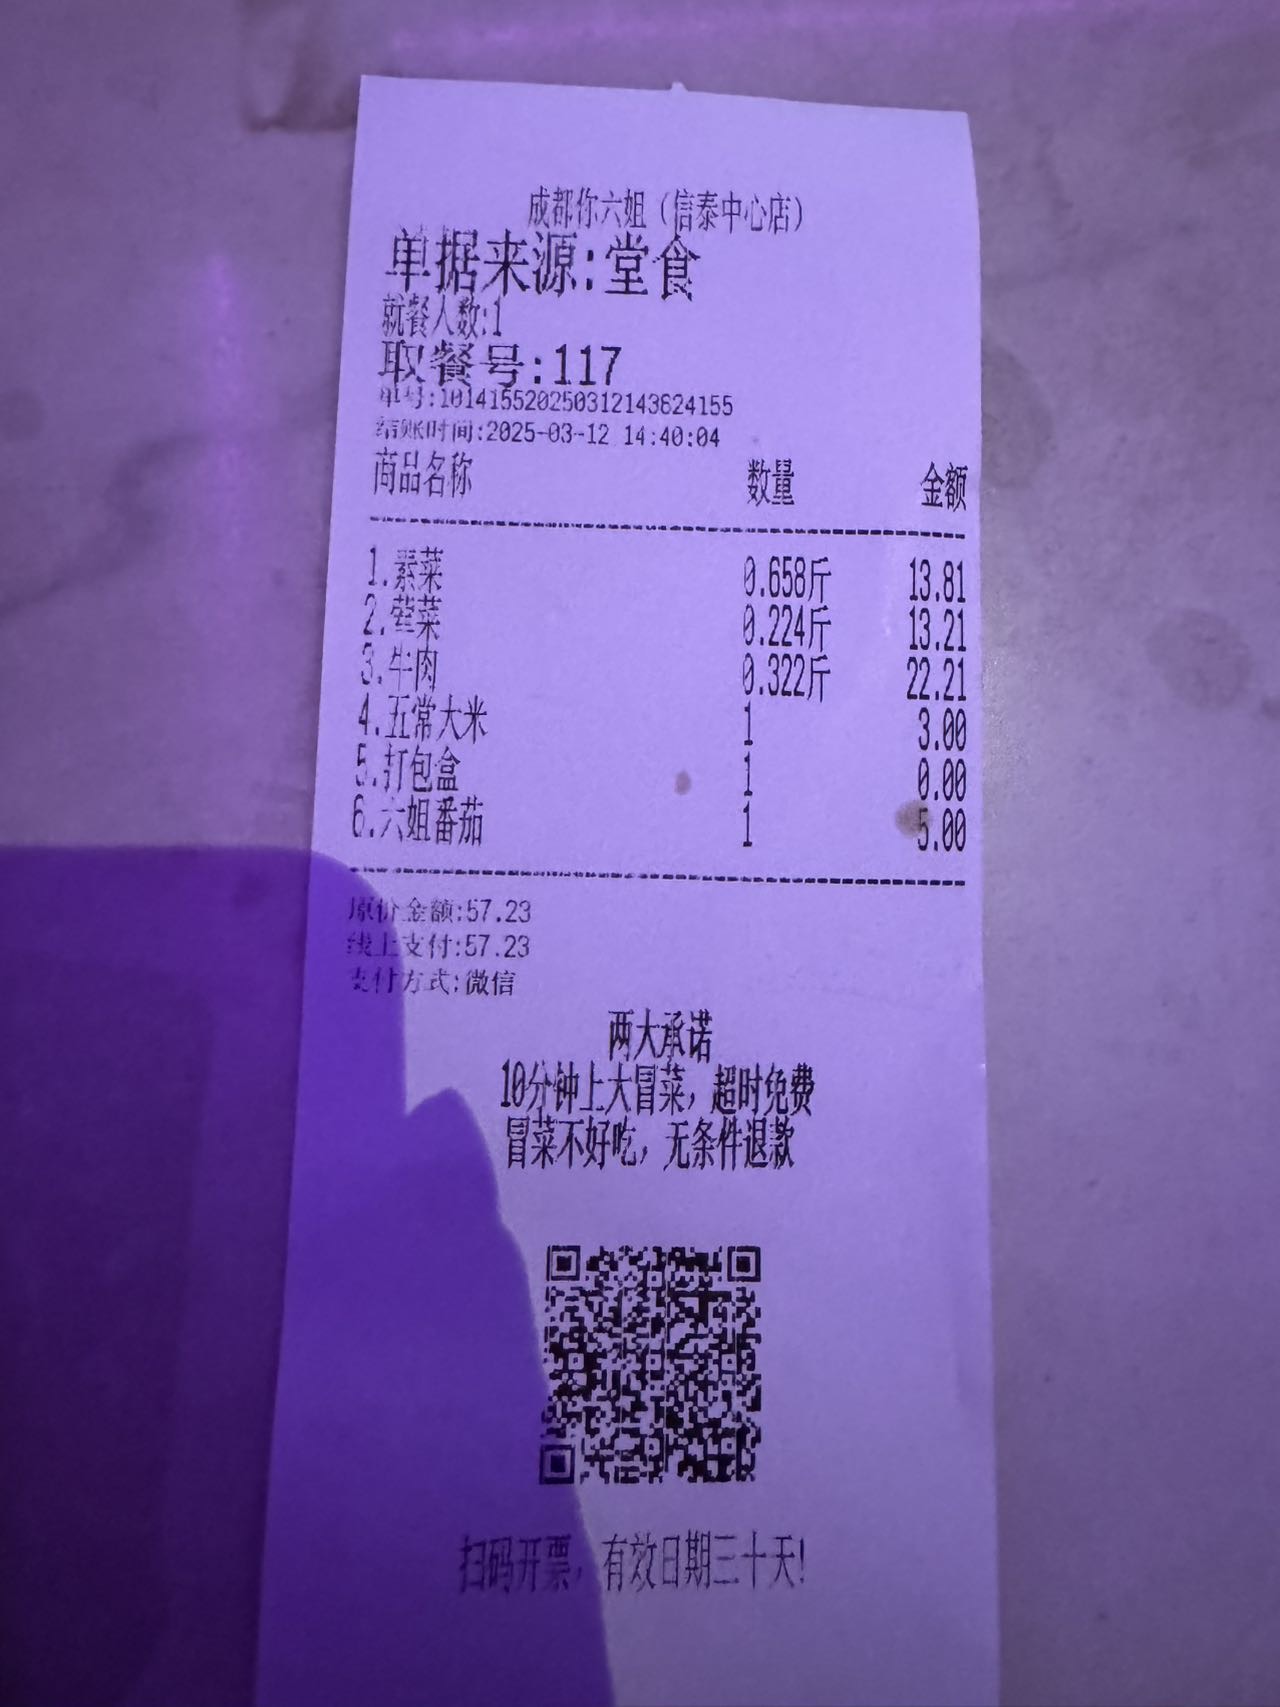 成都你六姐（信泰中心店）
单据来源:堂食
就餐人数:1
取餐号:117
单号:101415520250312143824155
结账时间:2025-03-12 14:40:04
商品名称 数量 金额
1.素菜 0.658斤 13.81
2.荤菜 0.224斤 13.21
3.牛肉 0.322斤 22.21
4.五常大米 1 3.00
5.打包盒 1 0.00
6.六姐番茄 1 5.00
原价金额:57.23
线上支付:57.23
支付方式:微信
两大承诺
10分钟上大冒菜，超时免费
冒菜不好吃，无条件退款
扫码开票，有效日期三十天!